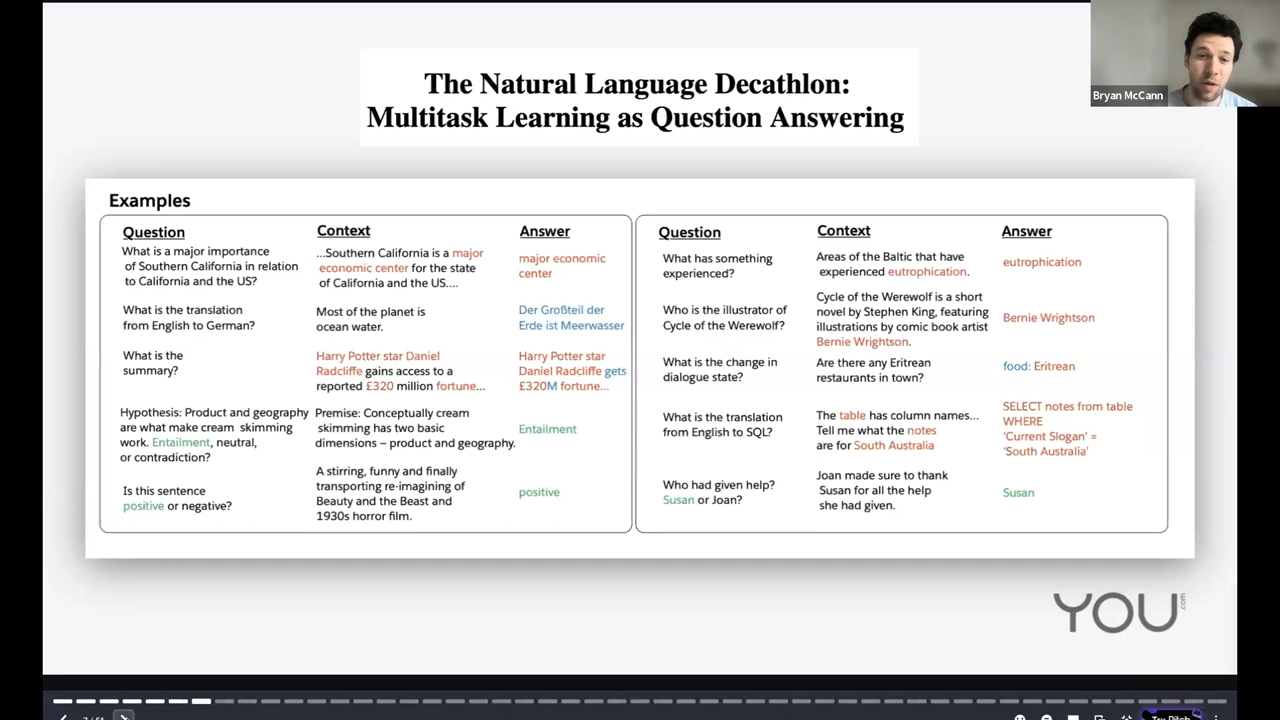 The Natural Language Decathlon:
Multitask Learning as Question Answering
Bryan McCann
Examples
Question
Context
Answer
What is a major importance
of Southern California in relation
to California and the US?
...Southern California is a major
economic center for the state
of California and the US....
major economic
center
What is the translation
from English to German?
Most of the planet is
ocean water.
Der Großteil der
Erde ist Meerwasser
What is the
summary?
Harry Potter star Daniel
Radcliffe gains access to a
reported £320 million fortune...
Harry Potter star
Daniel Radcliffe gets
£320M fortune...
Hypothesis: Product and geography
are what make cream skimming
work. Entailment, neutral,
or contradiction?
Premise: Conceptually cream
skimming has two basic
dimensions – product and geography.
Entailment
Is this sentence
positive or negative?
A stirring, funny and finally
transporting re-imagining of
Beauty and the Beast and
1930s horror film.
positive
Question
Context
Answer
What has something
experienced?
Areas of the Baltic that have
experienced eutrophication.
eutrophication
Who is the illustrator of
Cycle of the Werewolf?
Cycle of the Werewolf is a short
novel by Stephen King, featuring
illustrations by comic book artist
Bernie Wrightson.
Bernie Wrightson
What is the change in
dialogue state?
Are there any Eritrean
restaurants in town?
food: Eritrean
What is the translation
from English to SQL?
The table has column names...
Tell me what the notes
are for South Australia
SELECT notes from table
WHERE
‘Current Slogan’ =
‘South Australia’
Who had given help?
Susan or Joan?
Joan made sure to thank
Susan for all the help
she had given.
Susan
YOU.com
7 / 51
Try Pitch